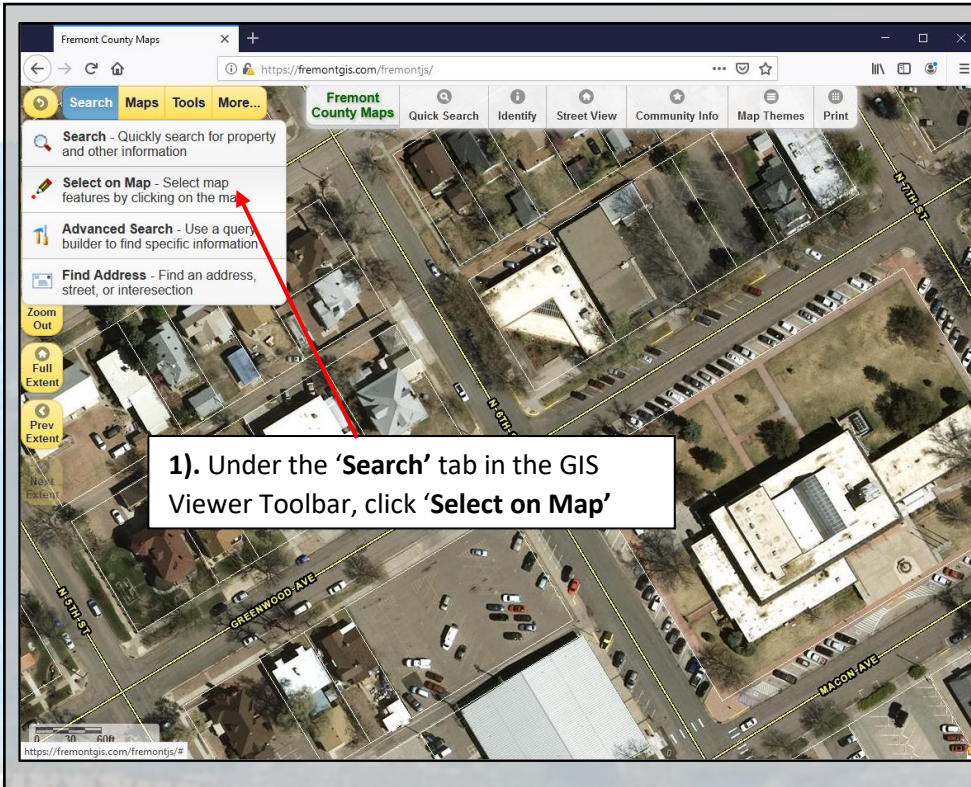 Fremont County Maps
https://fremontgis.com/fremontjs/
Search Maps Tools More...
Fremont
County Maps
Quick Search Identify Street View Community Info Map Themes Print
Search - Quickly search for property
and other information
Select on Map - Select map
features by clicking on the ma
Advanced Search - Use a query
builder to find specific information
Find Address - Find an address,
street, or interesection
Zoom
Out
Full
Extent
Prev
Extent
Next
Extent
N-7TH-ST
N-6TH-S
1). Under the ‘Search’ tab in the GIS
Viewer Toolbar, click ‘Select on Map’
N-5TH-ST
GREENWOOD-AVE
MACON-AVE
0 30 60ft
https://fremontgis.com/fremontjs/#